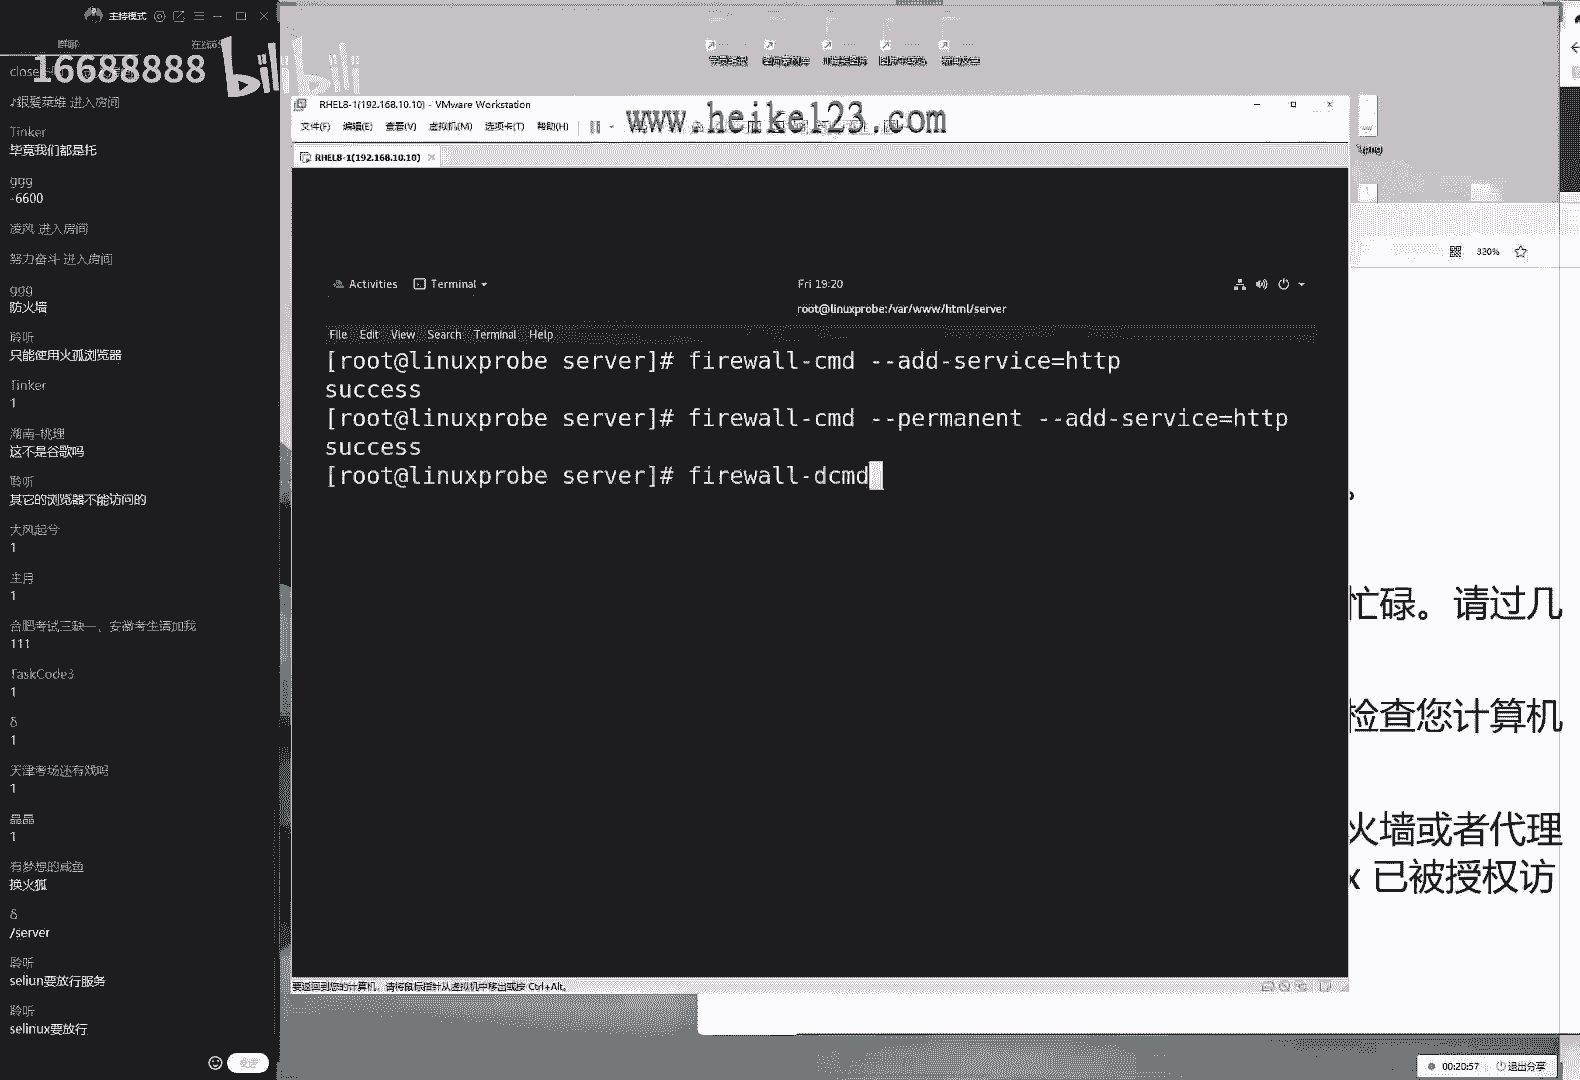 主持模式
16688888
bilibili
close
♪银髮英雄 进入房间
Tinker
毕竟我们都是托
ggg
-6600
凌风 进入房间
努力奋斗 进入房间
ggg
防火墙
聆听
只能使用火孤浏览器
Tinker
1
湖南-桃理
这不是谷歌吗
聆听
其它的浏览器不能访问的
大风起兮
1
主月
1
合肥考试三缺一、安徽考生请加我
111
TaskCode3
1
δ
1
天津考场还有戏吗
1
晶晶
1
有梦想的咸鱼
换火狐
δ
/server
聆听
seliun要放行服务
聆听
selinux要放行
RHEL8-1(192.168.10.10) - VMware Workstation
文件(F) 编辑(E) 查看(V) 虚拟机(M) 选项卡(T) 帮助(H)
www.heike123.com
RHEL8-1(192.168.10.10)
Activities Terminal
Fri 19:20
root@linuxprobe:/var/www/html/server
File Edit View Search Terminal Help
[root@linuxprobe server]# firewall-cmd --add-service=http
success
[root@linuxprobe server]# firewall-cmd --permanent --add-service=http
success
[root@linuxprobe server]# firewall-dcmd
要返回到您的计算机，请将鼠标指针从虚拟机中移出或按 Ctrl+Alt。
320%
忙碌。请过几
检查您计算机
火墙或者代理
x 已被授权访
00:20:57 退出分享